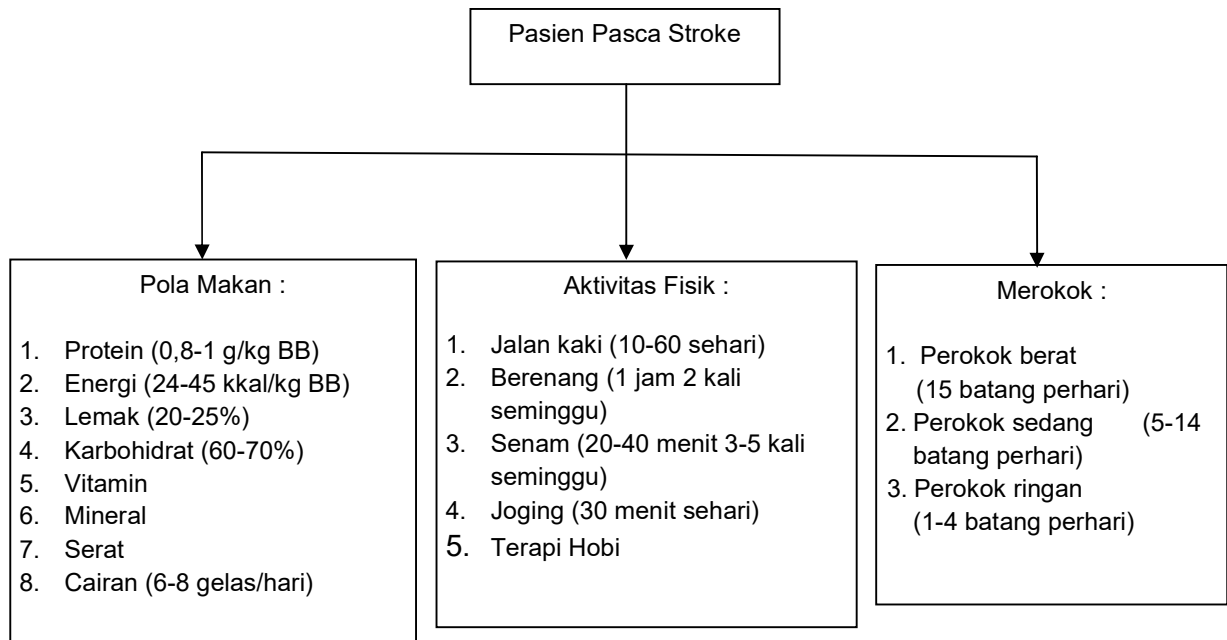 Pasien Pasca Stroke
Pola Makan :
1. Protein (0,8-1 g/kg BB)
2. Energi (24-45 kkal/kg BB)
3. Lemak (20-25%)
4. Karbohidrat (60-70%)
5. Vitamin
6. Mineral
7. Serat
8. Cairan (6-8 gelas/hari)
Aktivitas Fisik :
1. Jalan kaki (10-60 sehari)
2. Berenang (1 jam 2 kali
seminggu)
3. Senam (20-40 menit 3-5 kali
seminggu)
4. Joging (30 menit sehari)
5. Terapi Hobi
Merokok :
1. Perokok berat
(15 batang perhari)
2. Perokok sedang (5-14
batang perhari)
3. Perokok ringan
(1-4 batang perhari)